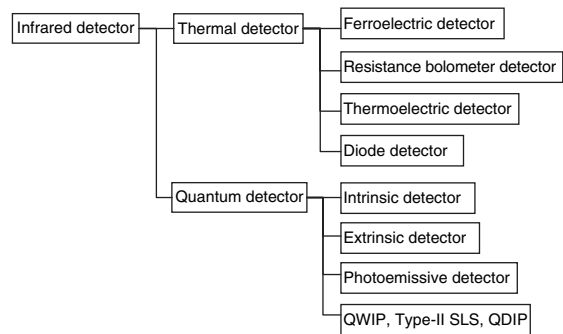 Infrared detector
Thermal detector
Ferroelectric detector
Resistance bolometer detector
Thermoelectric detector
Diode detector
Quantum detector
Intrinsic detector
Extrinsic detector
Photoemissive detector
QWIP, Type-II SLS, QDIP